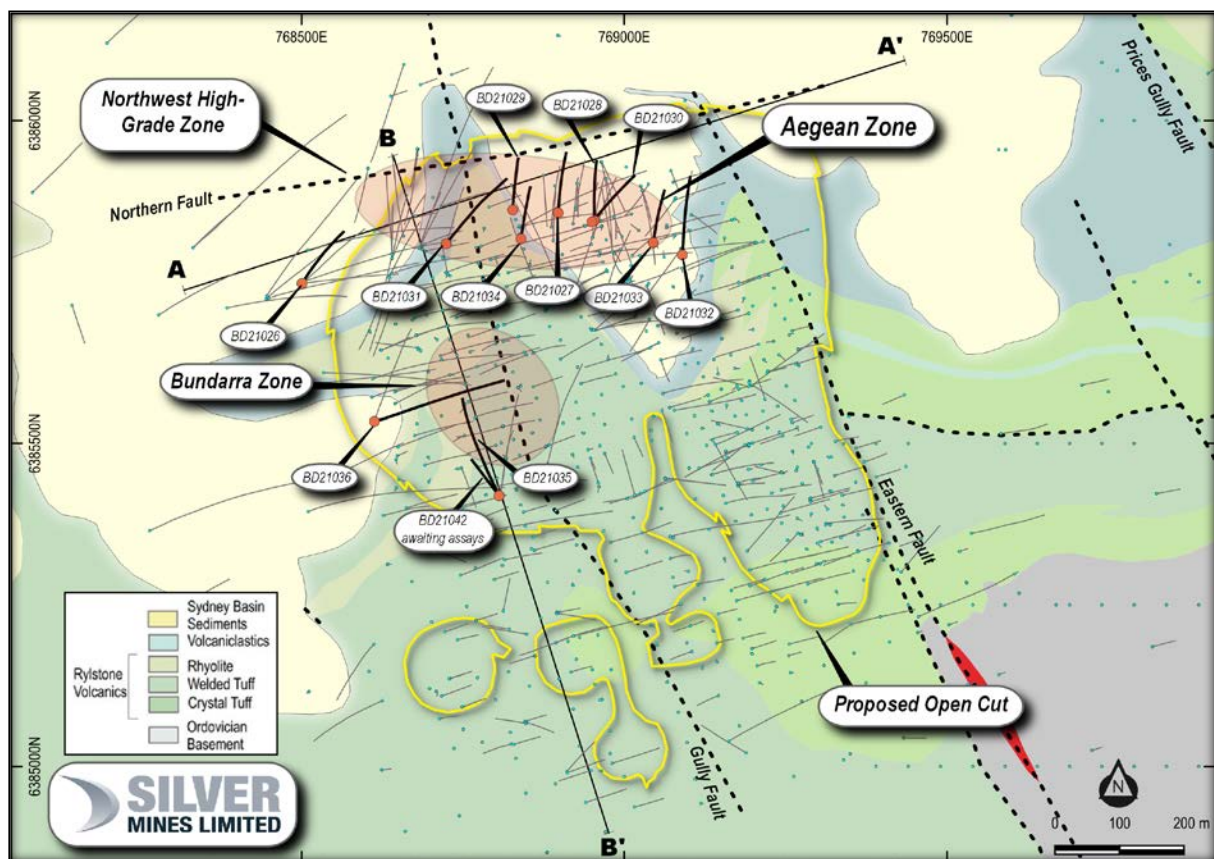 768500E
769000E
769500E
A'
Prices Gully Fault
BD21029
BD21028
BD21030
Northwest High-
Grade Zone
Aegean Zone
6386000N
B
Northern Fault
A
BD21031
BD21034
BD21027
BD21033
BD21032
BD21026
Bundarra Zone
6385500N
BD21036
BD21035
BD21042
awaiting assays
Eastern Fault
Sydney Basin
Sediments
Volcaniclastics
Rylstone
Volcanics
Rhyolite
Welded Tuff
Crystal Tuff
Ordovician
Basement
Proposed Open Cut
6385000N
Gully Fault
SILVER
MINES LIMITED
N
0 100 200 m
B'